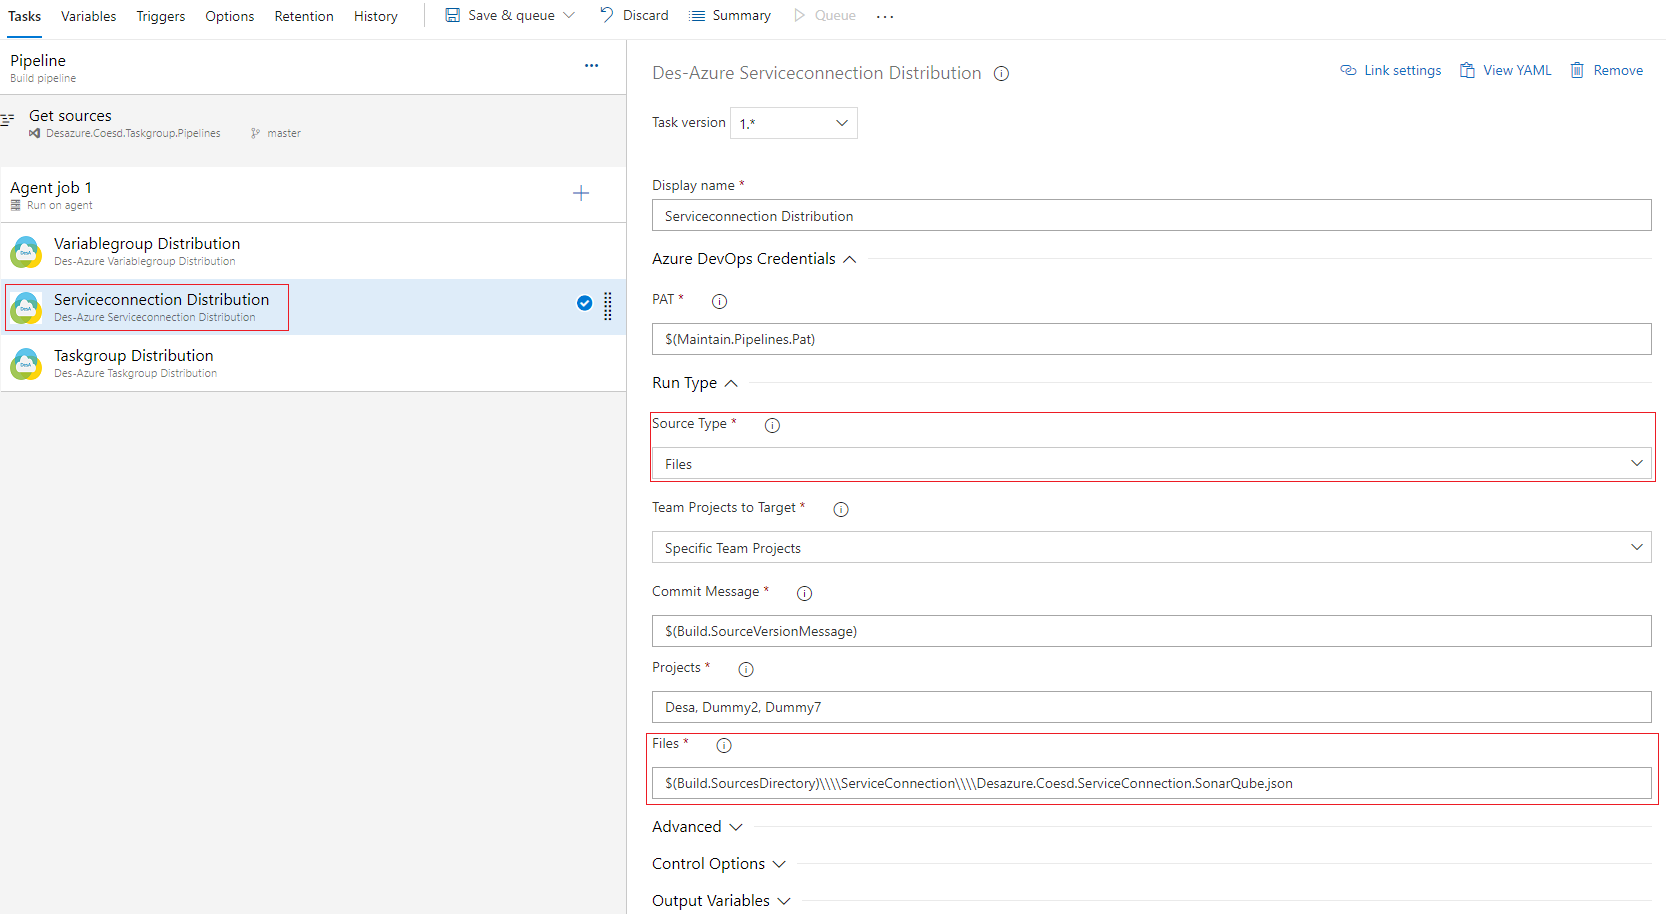 Tasks Variables Triggers Options Retention History Save & queue Discard Summary Queue ...
Pipeline
Build pipeline
Get sources
Desazure.Coesd.Taskgroup.Pipelines master
Agent job 1
Run on agent
Variablegroup Distribution
Des-Azure Variablegroup Distribution
Serviceconnection Distribution
Des-Azure Serviceconnection Distribution
Taskgroup Distribution
Des-Azure Taskgroup Distribution
Des-Azure Serviceconnection Distribution
Link settings View YAML Remove
Task version 1.*
Display name *
Serviceconnection Distribution
Azure DevOps Credentials
PAT *
$(Maintain.Pipelines.Pat)
Run Type
Source Type *
Files
Team Projects to Target *
Specific Team Projects
Commit Message *
$(Build.SourceVersionMessage)
Projects *
Desa, Dummy2, Dummy7
Files *
$(Build.SourcesDirectory)\\\\ServiceConnection\\\\Desazure.Coesd.ServiceConnection.SonarQube.json
Advanced
Control Options
Output Variables